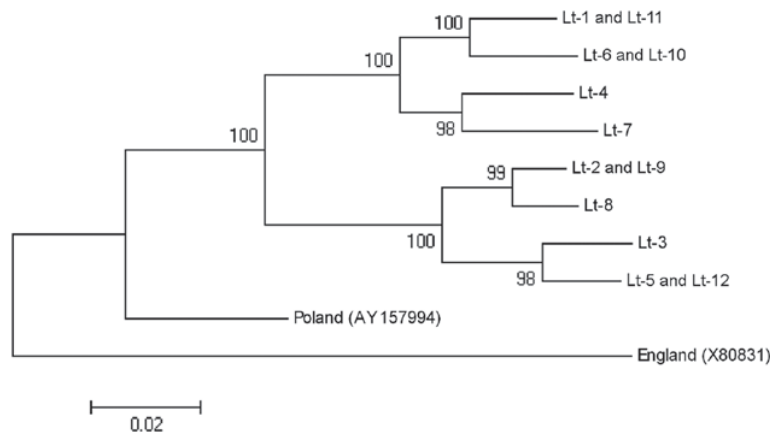 100
Lt-1 and Lt-11
Lt-6 and Lt-10
100
Lt-4
98
Lt-7
100
99
Lt-2 and Lt-9
Lt-8
100
Lt-3
98
Lt-5 and Lt-12
Poland (AY157994)
England (X80831)
0.02